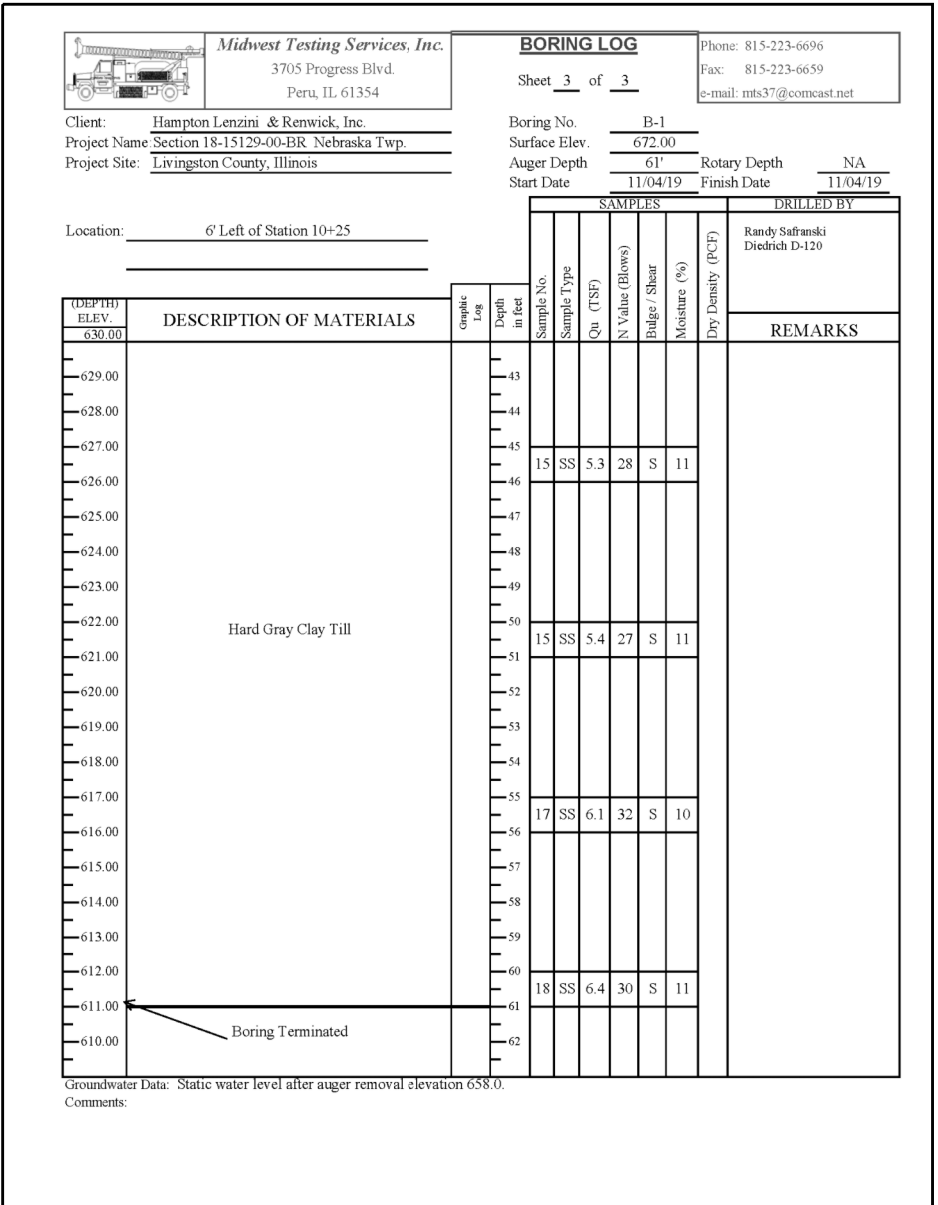 Midwest Testing Services, Inc.
3705 Progress Blvd.
Peru, IL 61354
BORING LOG
Sheet 3 of 3
Phone: 815-223-6696
Fax: 815-223-6659
e-mail: mts37@comcast.net
Client: Hampton Lenzini & Renwick, Inc.
Project Name: Section 18-15129-00-BR Nebraska Twp.
Project Site: Livingston County, Illinois
Boring No. B-1
Surface Elev. 672.00
Auger Depth 61' Rotary Depth NA
Start Date 11/04/19 Finish Date 11/04/19
Location: 6' Left of Station 10+25
SAMPLES
DRILLED BY
Randy Safranski
Diedrich D-120
(DEPTH)
ELEV.
630.00
DESCRIPTION OF MATERIALS
Graphic
Log
Depth
in feet
Sample No.
Sample Type
Qu (TSF)
N Value (Blows)
Bulge / Shear
Moisture (%)
Dry Density (PCF)
REMARKS
629.00 43
628.00 44
627.00 45
15 SS 5.3 28 S 11
626.00 46
625.00 47
624.00 48
623.00 49
622.00 50
Hard Gray Clay Till
15 SS 5.4 27 S 11
621.00 51
620.00 52
619.00 53
618.00 54
617.00 55
17 SS 6.1 32 S 10
616.00 56
615.00 57
614.00 58
613.00 59
612.00 60
18 SS 6.4 30 S 11
611.00 61
Boring Terminated
610.00 62
Groundwater Data: Static water level after auger removal elevation 658.0.
Comments: